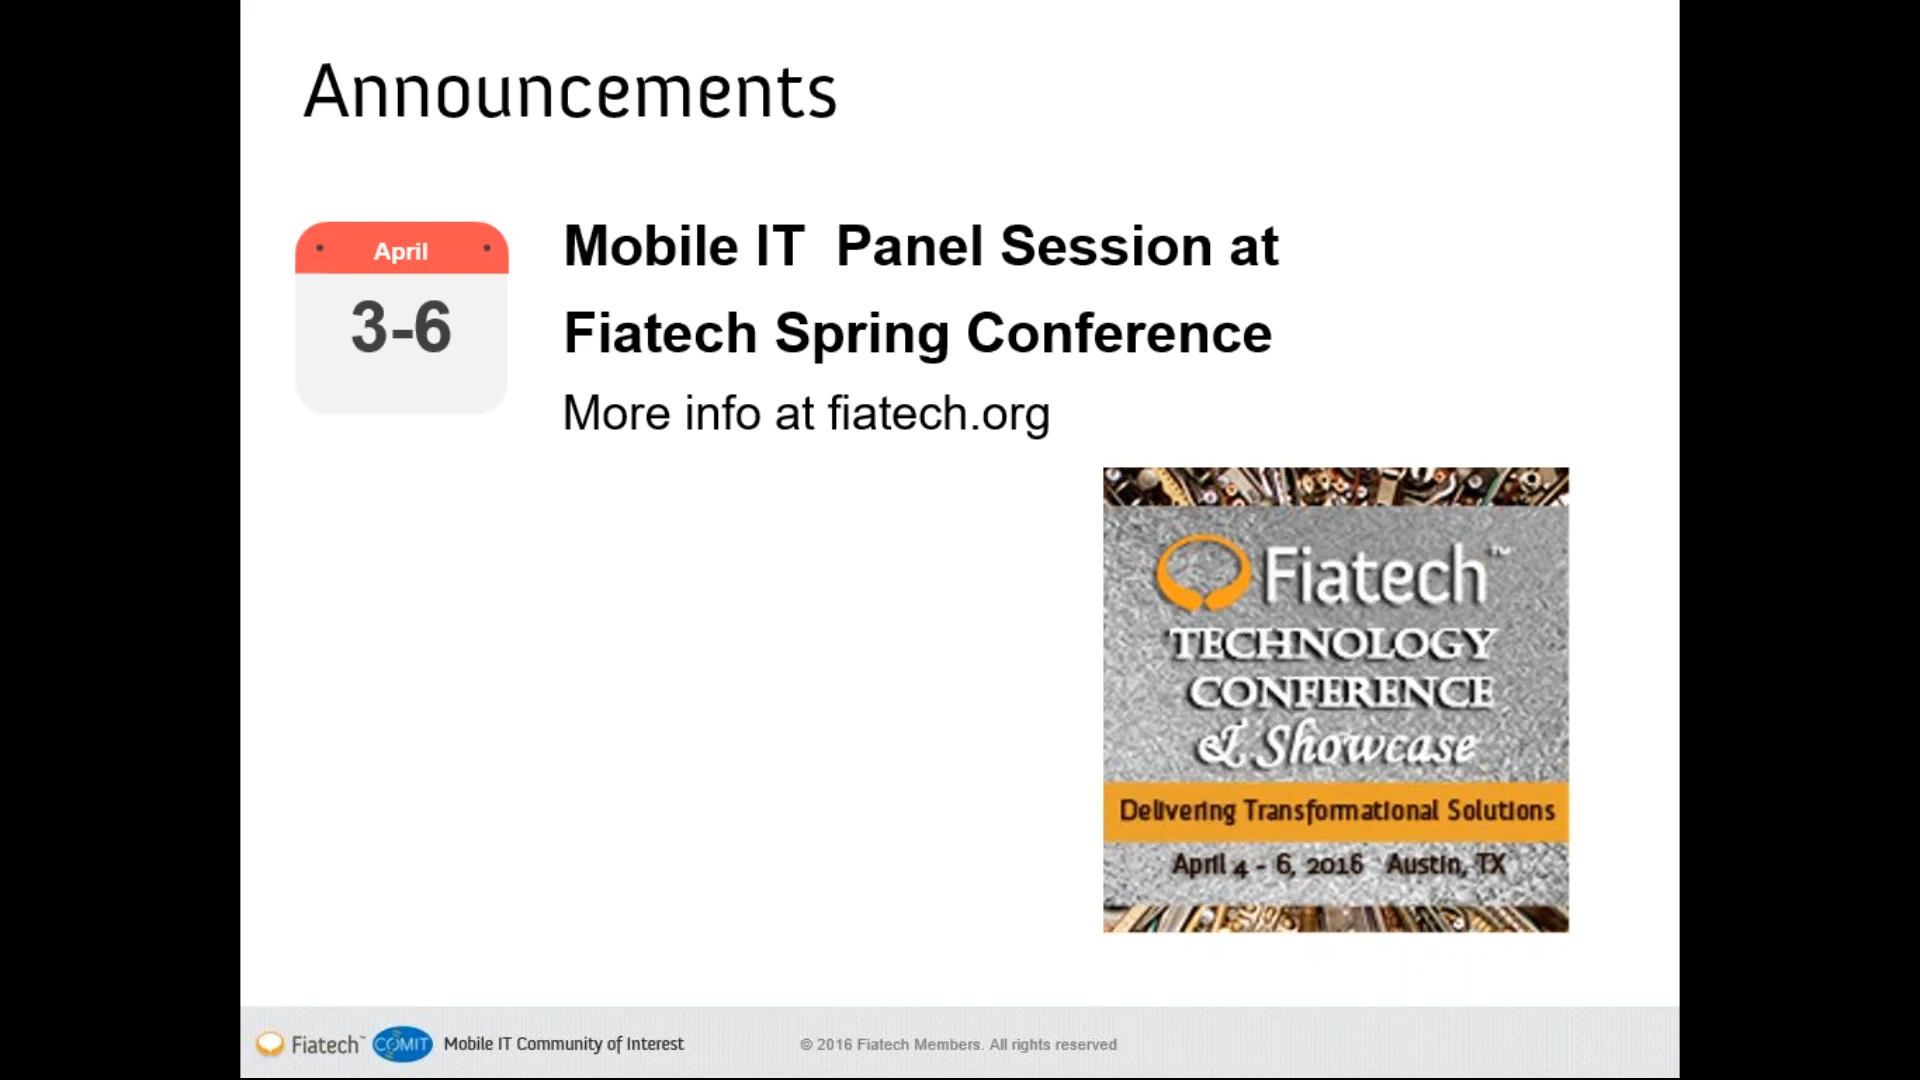 Announcements
April
3-6
Mobile IT  Panel Session at
Fiatech Spring Conference
More info at fiatech.org
Fiatech™
TECHNOLOGY
CONFERENCE
& Showcase
Delivering Transformational Solutions
April 4 - 6, 2016  Austin, TX
Fiatech™ COMIT Mobile IT Community of Interest
© 2016 Fiatech Members. All rights reserved